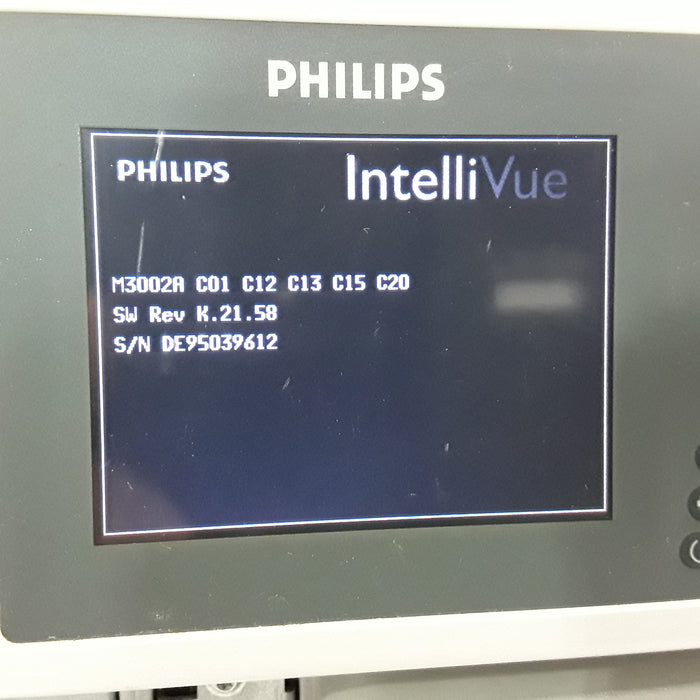 PHILIPS
PHILIPS IntelliVue
M3002A C01 C12 C13 C15 C20
SW Rev K.21.58
S/N DE95039612